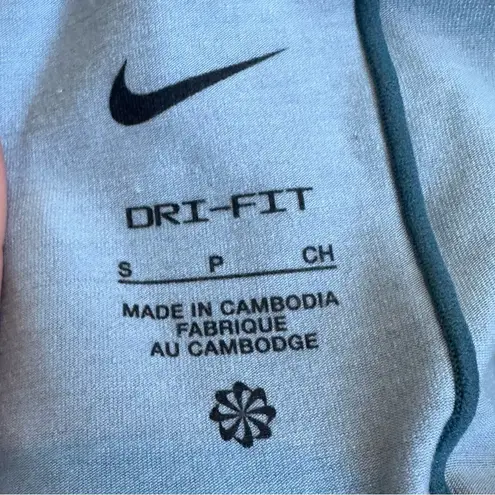 DRI-FIT
S P CH
MADE IN CAMBODIA
FABRIQUE
AU CAMBODGE